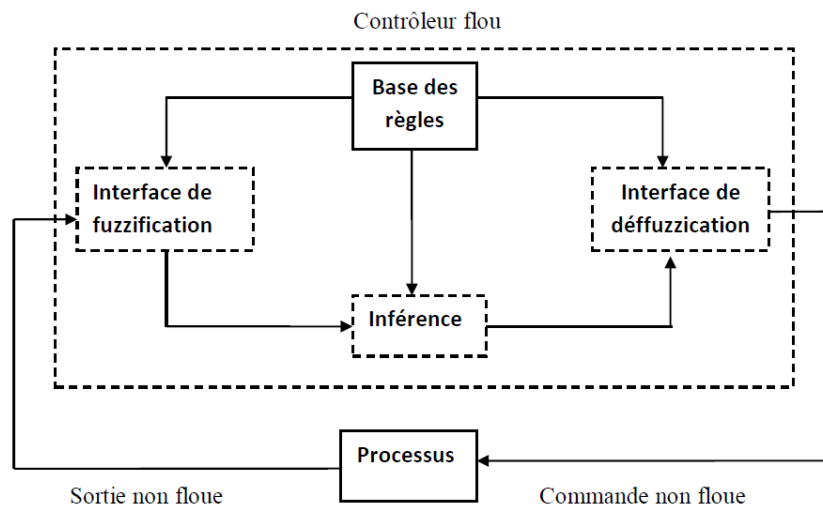 Contrôleur flou
Base des
règles
Interface de
fuzzification
Interface de
déffuzzication
Inférence
Processus
Sortie non floue
Commande non floue